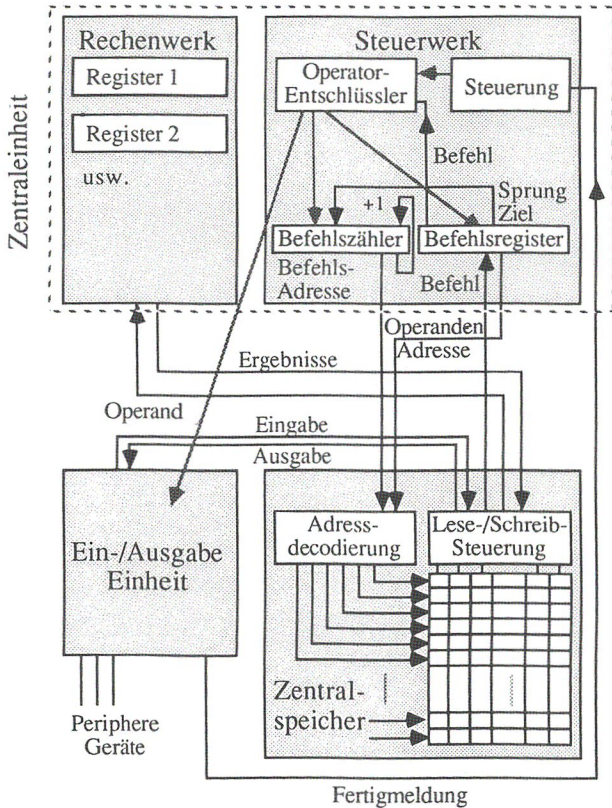 Zentraleinheit
Rechenwerk
Register 1
Register 2
usw.
Steuerwerk
Operator-
Entschlüssler
Steuerung
Befehl
Sprung
Ziel
+1
Befehlszähler
Befehlsregister
Befehls-
Adresse
Befehl
Operanden
Adresse
Ergebnisse
Operand
Eingabe
Ausgabe
Ein-/Ausgabe
Einheit
Adress-
decodierung
Lese-/Schreib-
Steuerung
Zentral-
speicher
Periphere
Geräte
Fertigmeldung